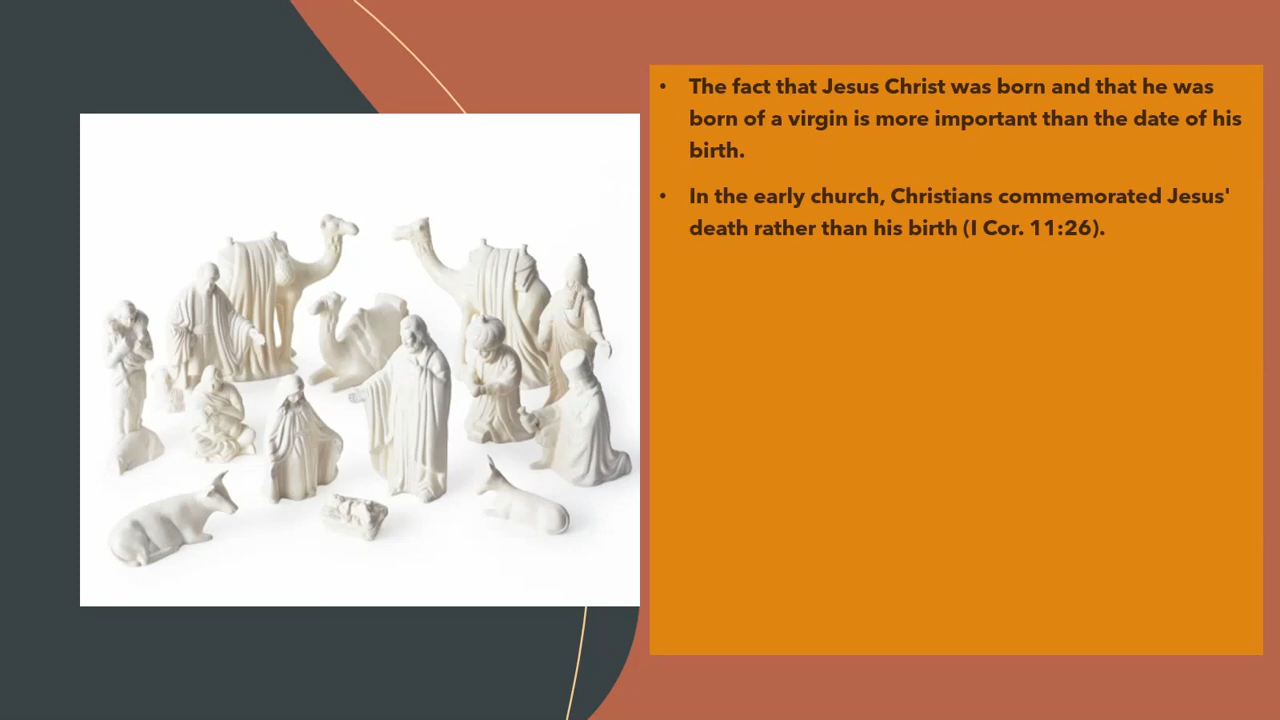 • The fact that Jesus Christ was born and that he was
born of a virgin is more important than the date of his
birth.
• In the early church, Christians commemorated Jesus'
death rather than his birth (I Cor. 11:26).